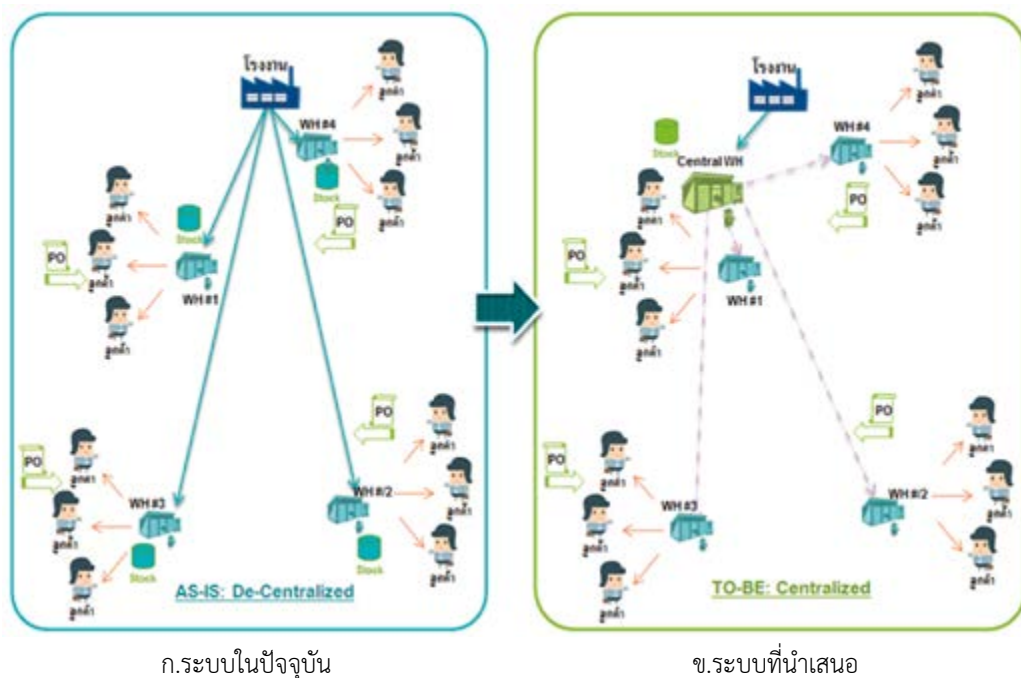 โรงงาน
WH #4
Stock
ลูกค้า
ลูกค้า
ลูกค้า
PO
ลูกค้า
Stock
PO
ลูกค้า
WH #1
ลูกค้า
PO
ลูกค้า
PO
ลูกค้า
WH #3
ลูกค้า
Stock
ลูกค้า
WH #2
ลูกค้า
ลูกค้า
Stock
AS-IS: De-Centralized
โรงงาน
Stock
Central WH
WH #4
ลูกค้า
ลูกค้า
ลูกค้า
PO
ลูกค้า
PO
ลูกค้า
WH #1
ลูกค้า
PO
ลูกค้า
PO
ลูกค้า
WH #3
ลูกค้า
ลูกค้า
WH #2
ลูกค้า
ลูกค้า
TO-BE: Centralized
ก.ระบบในปัจจุบัน
ข.ระบบที่นำเสนอ